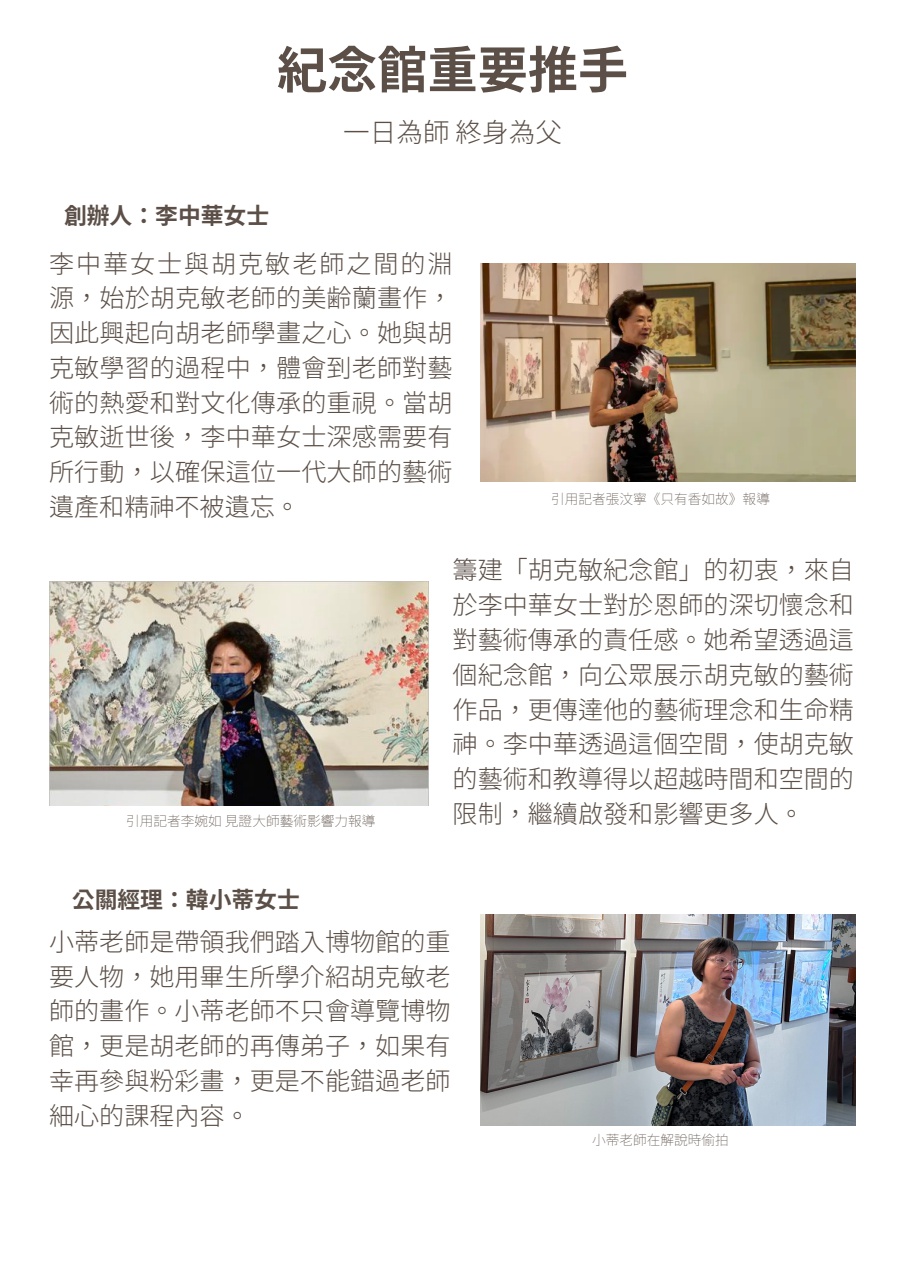 紀念館重要推手
一日為師 終身為父
創辦人：李中華女士
李中華女士與胡克敏老師之間的淵
源，始於胡克敏老師的美齡蘭畫作，
因此興起向胡老師學畫之心。她與胡
克敏學習的過程中，體會到老師對藝
術的熱愛和對文化傳承的重視。當胡
克敏逝世後，李中華女士深感需要有
所行動，以確保這位一代大師的藝術
遺產和精神不被遺忘。
引用記者張汶寧《只有香如故》報導
籌建「胡克敏紀念館」的初衷，來自
於李中華女士對於恩師的深切懷念和
對藝術傳承的責任感。她希望透過這
個紀念館，向公眾展示胡克敏的藝術
作品，更傳達他的藝術理念和生命精
神。李中華透過這個空間，使胡克敏
的藝術和教導得以超越時間和空間的
限制，繼續啟發和影響更多人。
引用記者李婉如 見證大師藝術影響力報導
公關經理：韓小蒂女士
小蒂老師是帶領我們踏入博物館的重
要人物，她用畢生所學介紹胡克敏老
師的畫作。小蒂老師不只會導覽博物
館，更是胡老師的再傳弟子，如果有
幸再參與粉彩畫，更是不能錯過老師
細心的課程內容。
小蒂老師在解說時偷拍